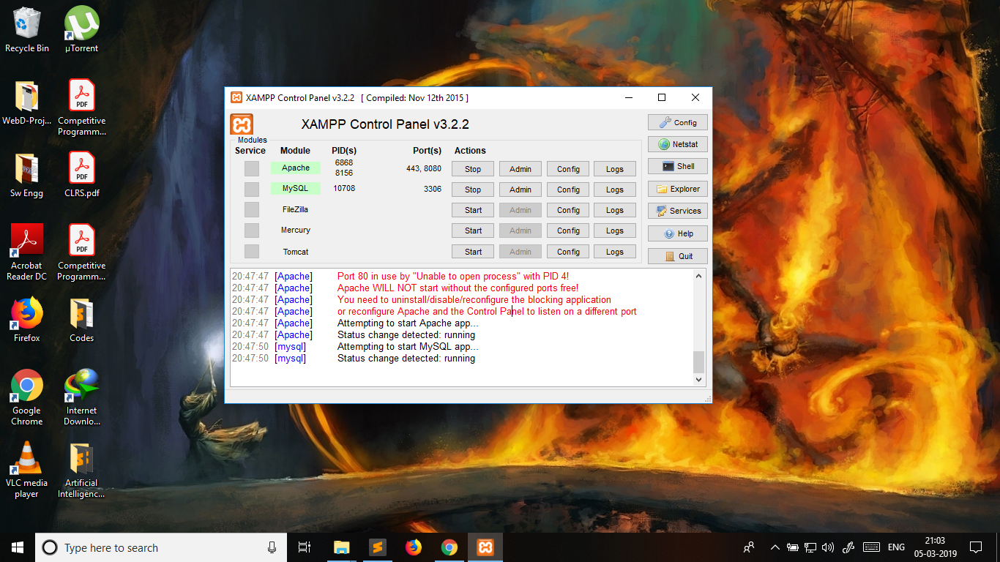 Recycle Bin
µTorrent
WebD-Proj...
Competitive
Programm...
Sw Engg
CLRS.pdf
Acrobat
Reader DC
Competitive
Programm...
Firefox
Codes
Google
Chrome
Internet
Downlo...
VLC media
player
Artificial
Intelligenc...
PDF
PDF
PDF
XAMPP Control Panel v3.2.2 [ Compiled: Nov 12th 2015 ]
XAMPP Control Panel v3.2.2
Config
Modules
Service Module PID(s) Port(s) Actions
Netstat
Apache 6868 8156 443, 8080 Stop Admin Config Logs
Shell
MySQL 10708 3306 Stop Admin Config Logs
Explorer
FileZilla Start Admin Config Logs
Services
Mercury Start Admin Config Logs
Help
Tomcat Start Admin Config Logs
Quit
20:47:47 [Apache] Port 80 in use by "Unable to open process" with PID 4!
20:47:47 [Apache] Apache WILL NOT start without the configured ports free!
20:47:47 [Apache] You need to uninstall/disable/reconfigure the blocking application
20:47:47 [Apache] or reconfigure Apache and the Control Panel to listen on a different port
20:47:47 [Apache] Attempting to start Apache app...
20:47:47 [Apache] Status change detected: running
20:47:50 [mysql] Attempting to start MySQL app...
20:47:50 [mysql] Status change detected: running
Type here to search
ENG
21:03
05-03-2019